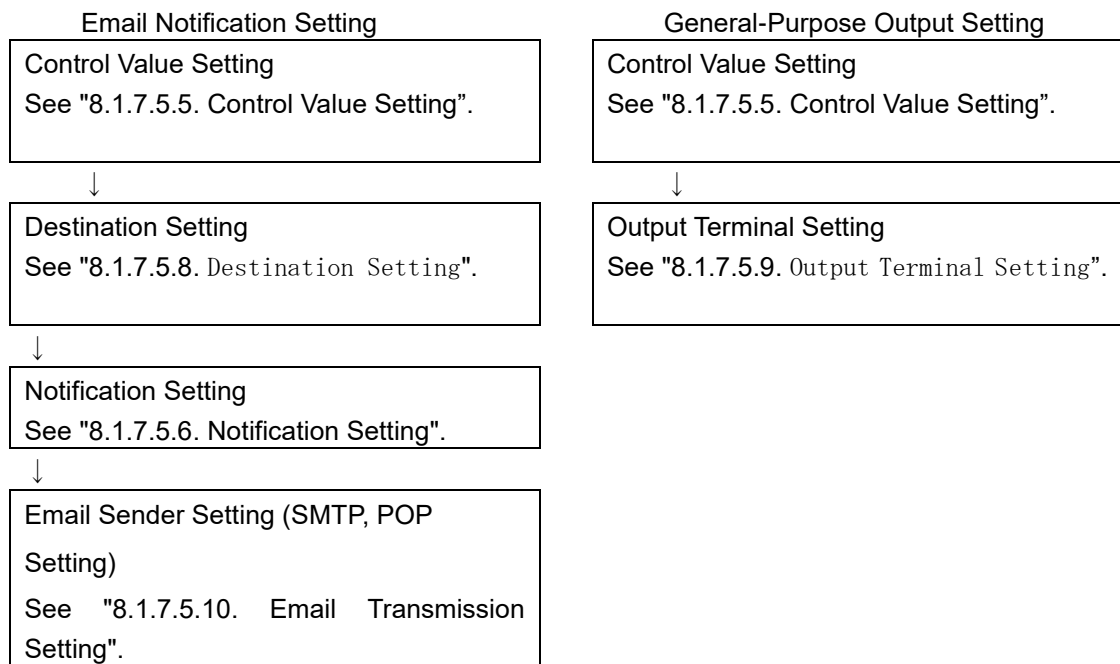 Email Notification Setting
Control Value Setting
See "8.1.7.5.5. Control Value Setting”.
↓
Destination Setting
See "8.1.7.5.8. Destination Setting".
↓
Notification Setting
See "8.1.7.5.6. Notification Setting".
↓
Email Sender Setting (SMTP, POP
Setting)
See "8.1.7.5.10. Email Transmission
Setting".
General-Purpose Output Setting
Control Value Setting
See "8.1.7.5.5. Control Value Setting”.
↓
Output Terminal Setting
See "8.1.7.5.9. Output Terminal Setting”.